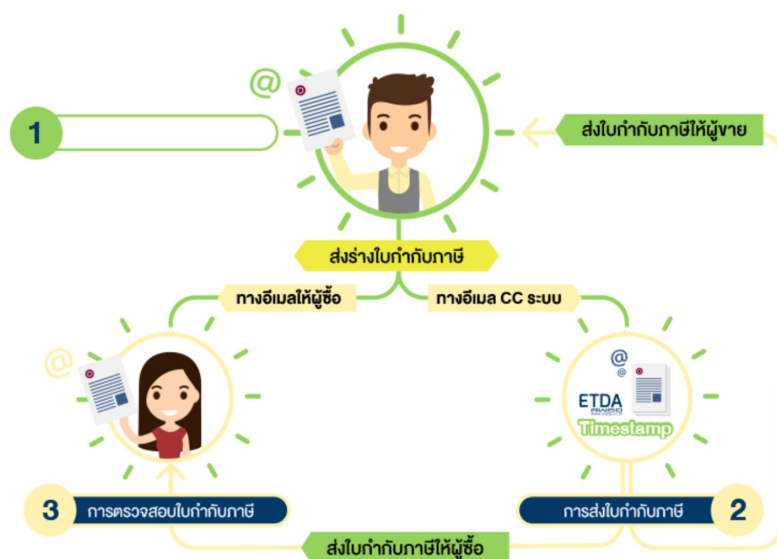 @
1
ส่งใบกำกับภาษีให้ผู้ขาย
ส่งร่างใบกำกับภาษี
ทางอีเมลให้ผู้ซื้อ
ทางอีเมล CC ระบบ
@
@
@
ETDA
Timestamp
3 การตรวจสอบใบกำกับภาษี
การส่งใบกำกับภาษี 2
ส่งใบกำกับภาษีให้ผู้ซื้อ